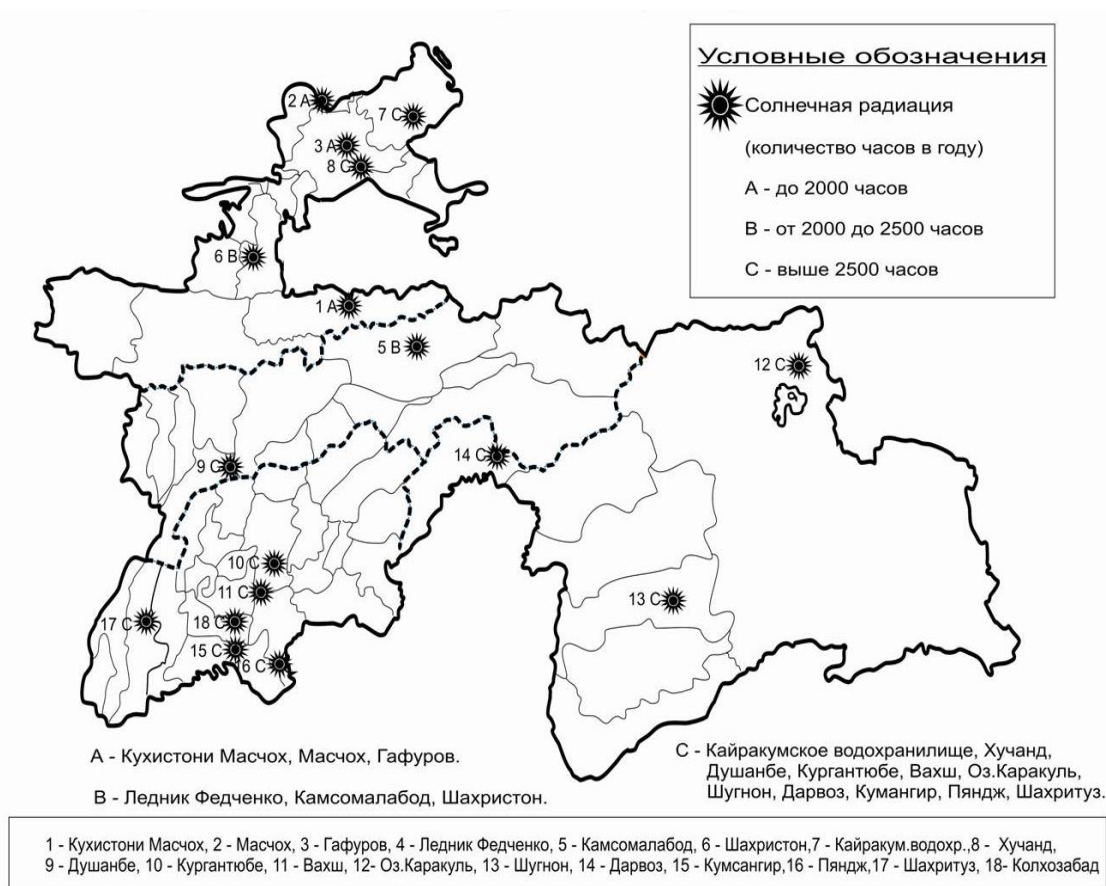 Условные обозначения
Солнечная радиация
(количество часов в году)
А - до 2000 часов
В - от 2000 до 2500 часов
С - выше 2500 часов
2 А
7 С
3 А
8 С
6 В
1 А
5 В
12 С
14 С
9 С
10 С
11 С
13 С
17 С
18 С
15 С
16 С
А - Кухистони Масчох, Масчох, Гафуров.
В - Ледник Федченко, Камсомалабод, Шахристон.
С - Кайракумское водохранилище, Хучанд,
Душанбе, Кургантюбе, Вахш, Оз.Каракуль,
Шугнон, Дарвоз, Кумангир, Пяндж, Шахритуз.
1 - Кухистони Масчох, 2 - Масчох, 3 - Гафуров, 4 - Ледник Федченко, 5 - Камсомалабод, 6 - Шахристон,7 - Кайракум.водохр.,8 - Хучанд,
9 - Душанбе, 10 - Кургантюбе, 11 - Вахш, 12- Оз.Каракуль, 13 - Шугнон, 14 - Дарвоз, 15 - Кумсангир,16 - Пяндж,17 - Шахритуз, 18- Колхозабад